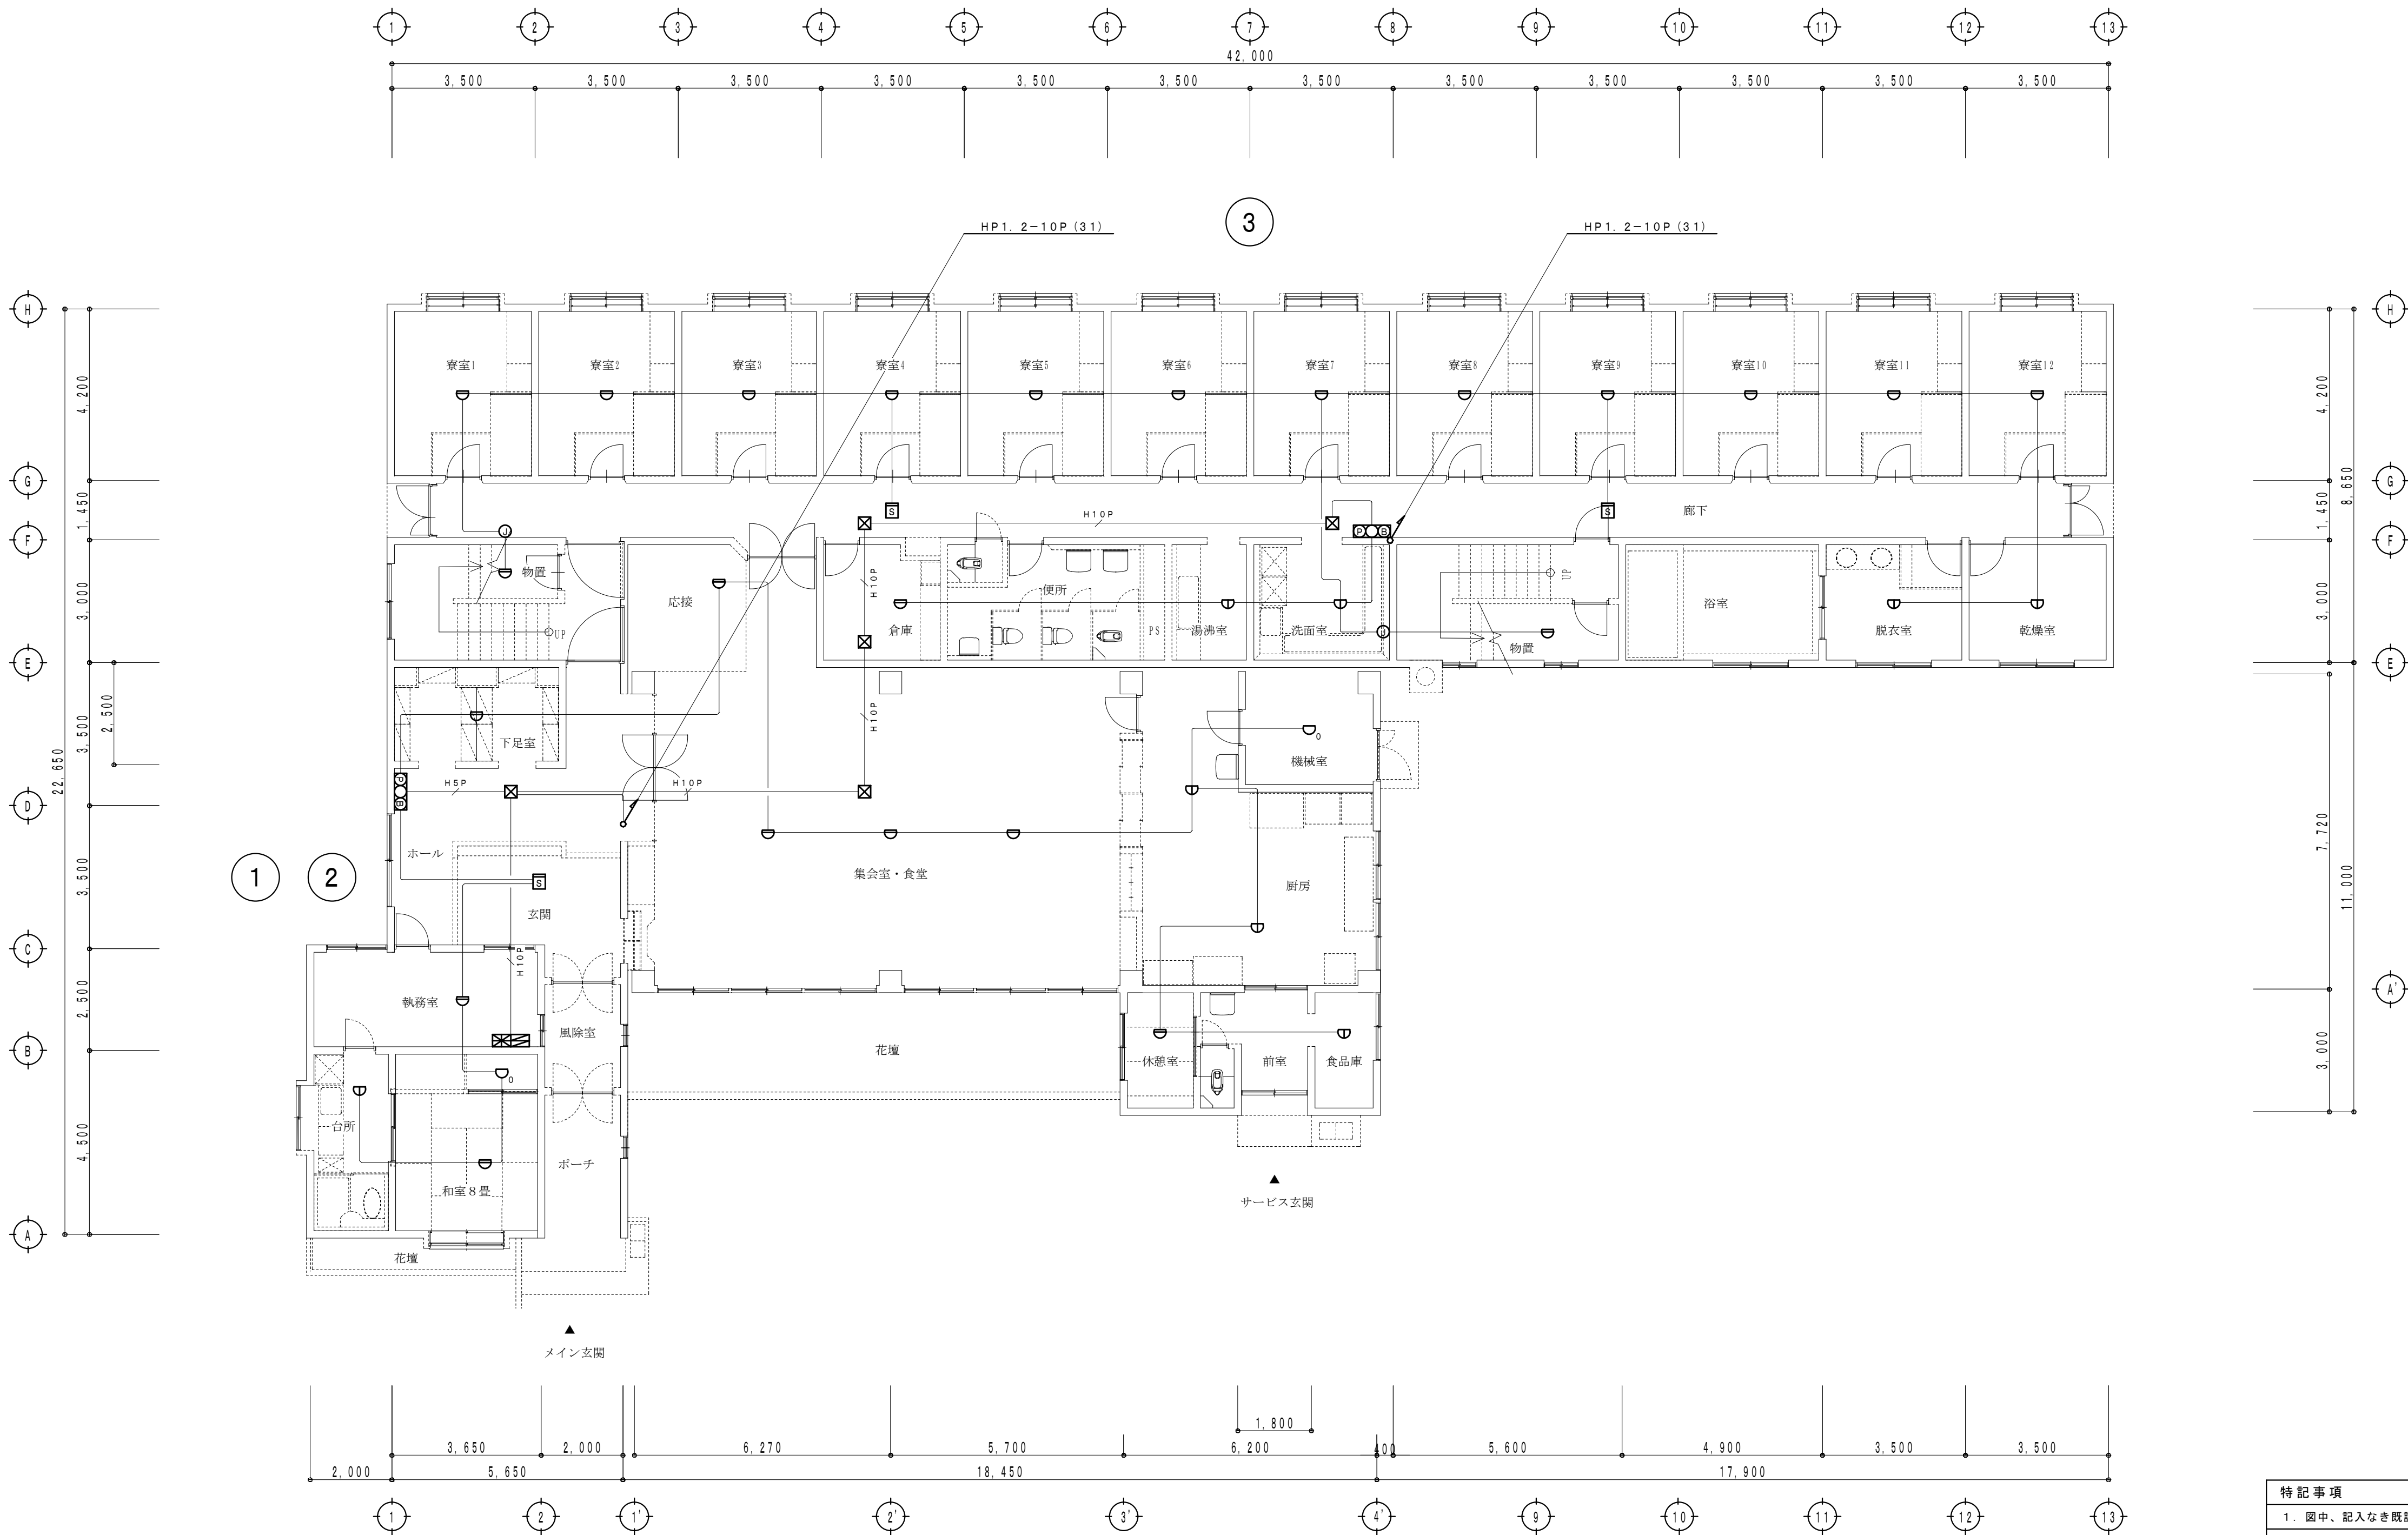 1 2 3 4 5 6 7 8 9 10 11 12 13
42,000
3,500 3,500 3,500 3,500 3,500 3,500 3,500 3,500 3,500 3,500 3,500 3,500
3
HP1. 2-10P (31) HP1. 2-10P (31)
H H
寮室1 寮室2 寮室3 寮室4 寮室5 寮室6 寮室7 寮室8 寮室9 寮室10 寮室11 寮室12
4,200 4,200
G G
8,650
S S 廊下
1,450 1,450
H10P
F J P B F
物置 H10P 便所 UP
応接 浴室
3,000 3,000
UP 倉庫 PS 湯沸室 洗面室 J 物置 脱衣室 乾燥室
E E
2,500
3,500 H10P
下足室
機械室 O
22,650
P B H5P H10P
D
7,720
ホール
集会室・食堂
1 2 S
3,500 11,000
厨房
玄関
C
H10P
A'
執務室
2,500
風除室
花壇
B
休憩室 前室 食品庫
3,000
O
台所
4,500
ポーチ
和室８畳
▲
サービス玄関
A
花壇
▲
メイン玄関
1,800
3,650 2,000 6,270 5,700 6,200 400 5,600 4,900 3,500 3,500
2,000 5,650 18,450 17,900
特記事項
1. 図中、記入なき既
1 2 1' 2' 3' 4' 9 10 11 12 13